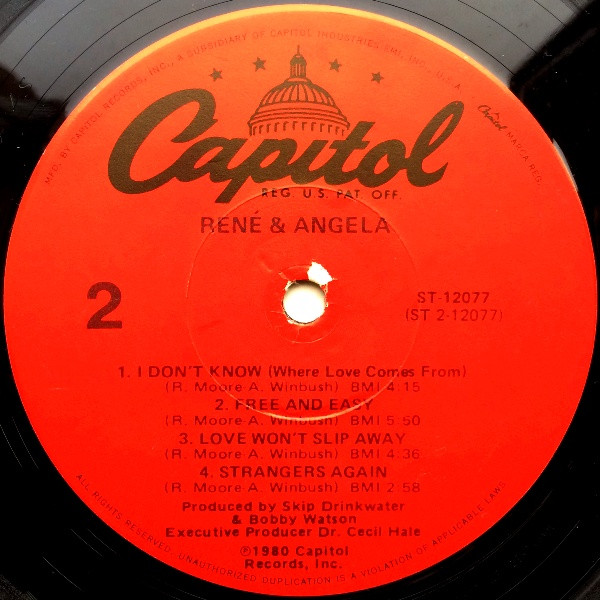 MFD. BY CAPITOL RECORDS, INC., A SUBSIDIARY OF CAPITOL INDUSTRIES-EMI, INC., U.S.A.
Capitol
MARCA REG.
Capitol
REG. U.S. PAT. OFF.
RENÉ & ANGELA
2
ST-12077
(ST 2-12077)
1. I DON'T KNOW (Where Love Comes From)
(R. Moore-A. Winbush) BMI 4:15
2. FREE AND EASY
(R. Moore-A. Winbush) BMI 5:50
3. LOVE WON'T SLIP AWAY
(R. Moore-A. Winbush) BMI 4:36
4. STRANGERS AGAIN
(R. Moore-A. Winbush) BMI 2:58
Produced by Skip Drinkwater
& Bobby Watson
Executive Producer Dr. Cecil Hale
℗1980 Capitol
Records, Inc.
ALL RIGHTS RESERVED. UNAUTHORIZED DUPLICATION IS A VIOLATION OF APPLICABLE LAWS